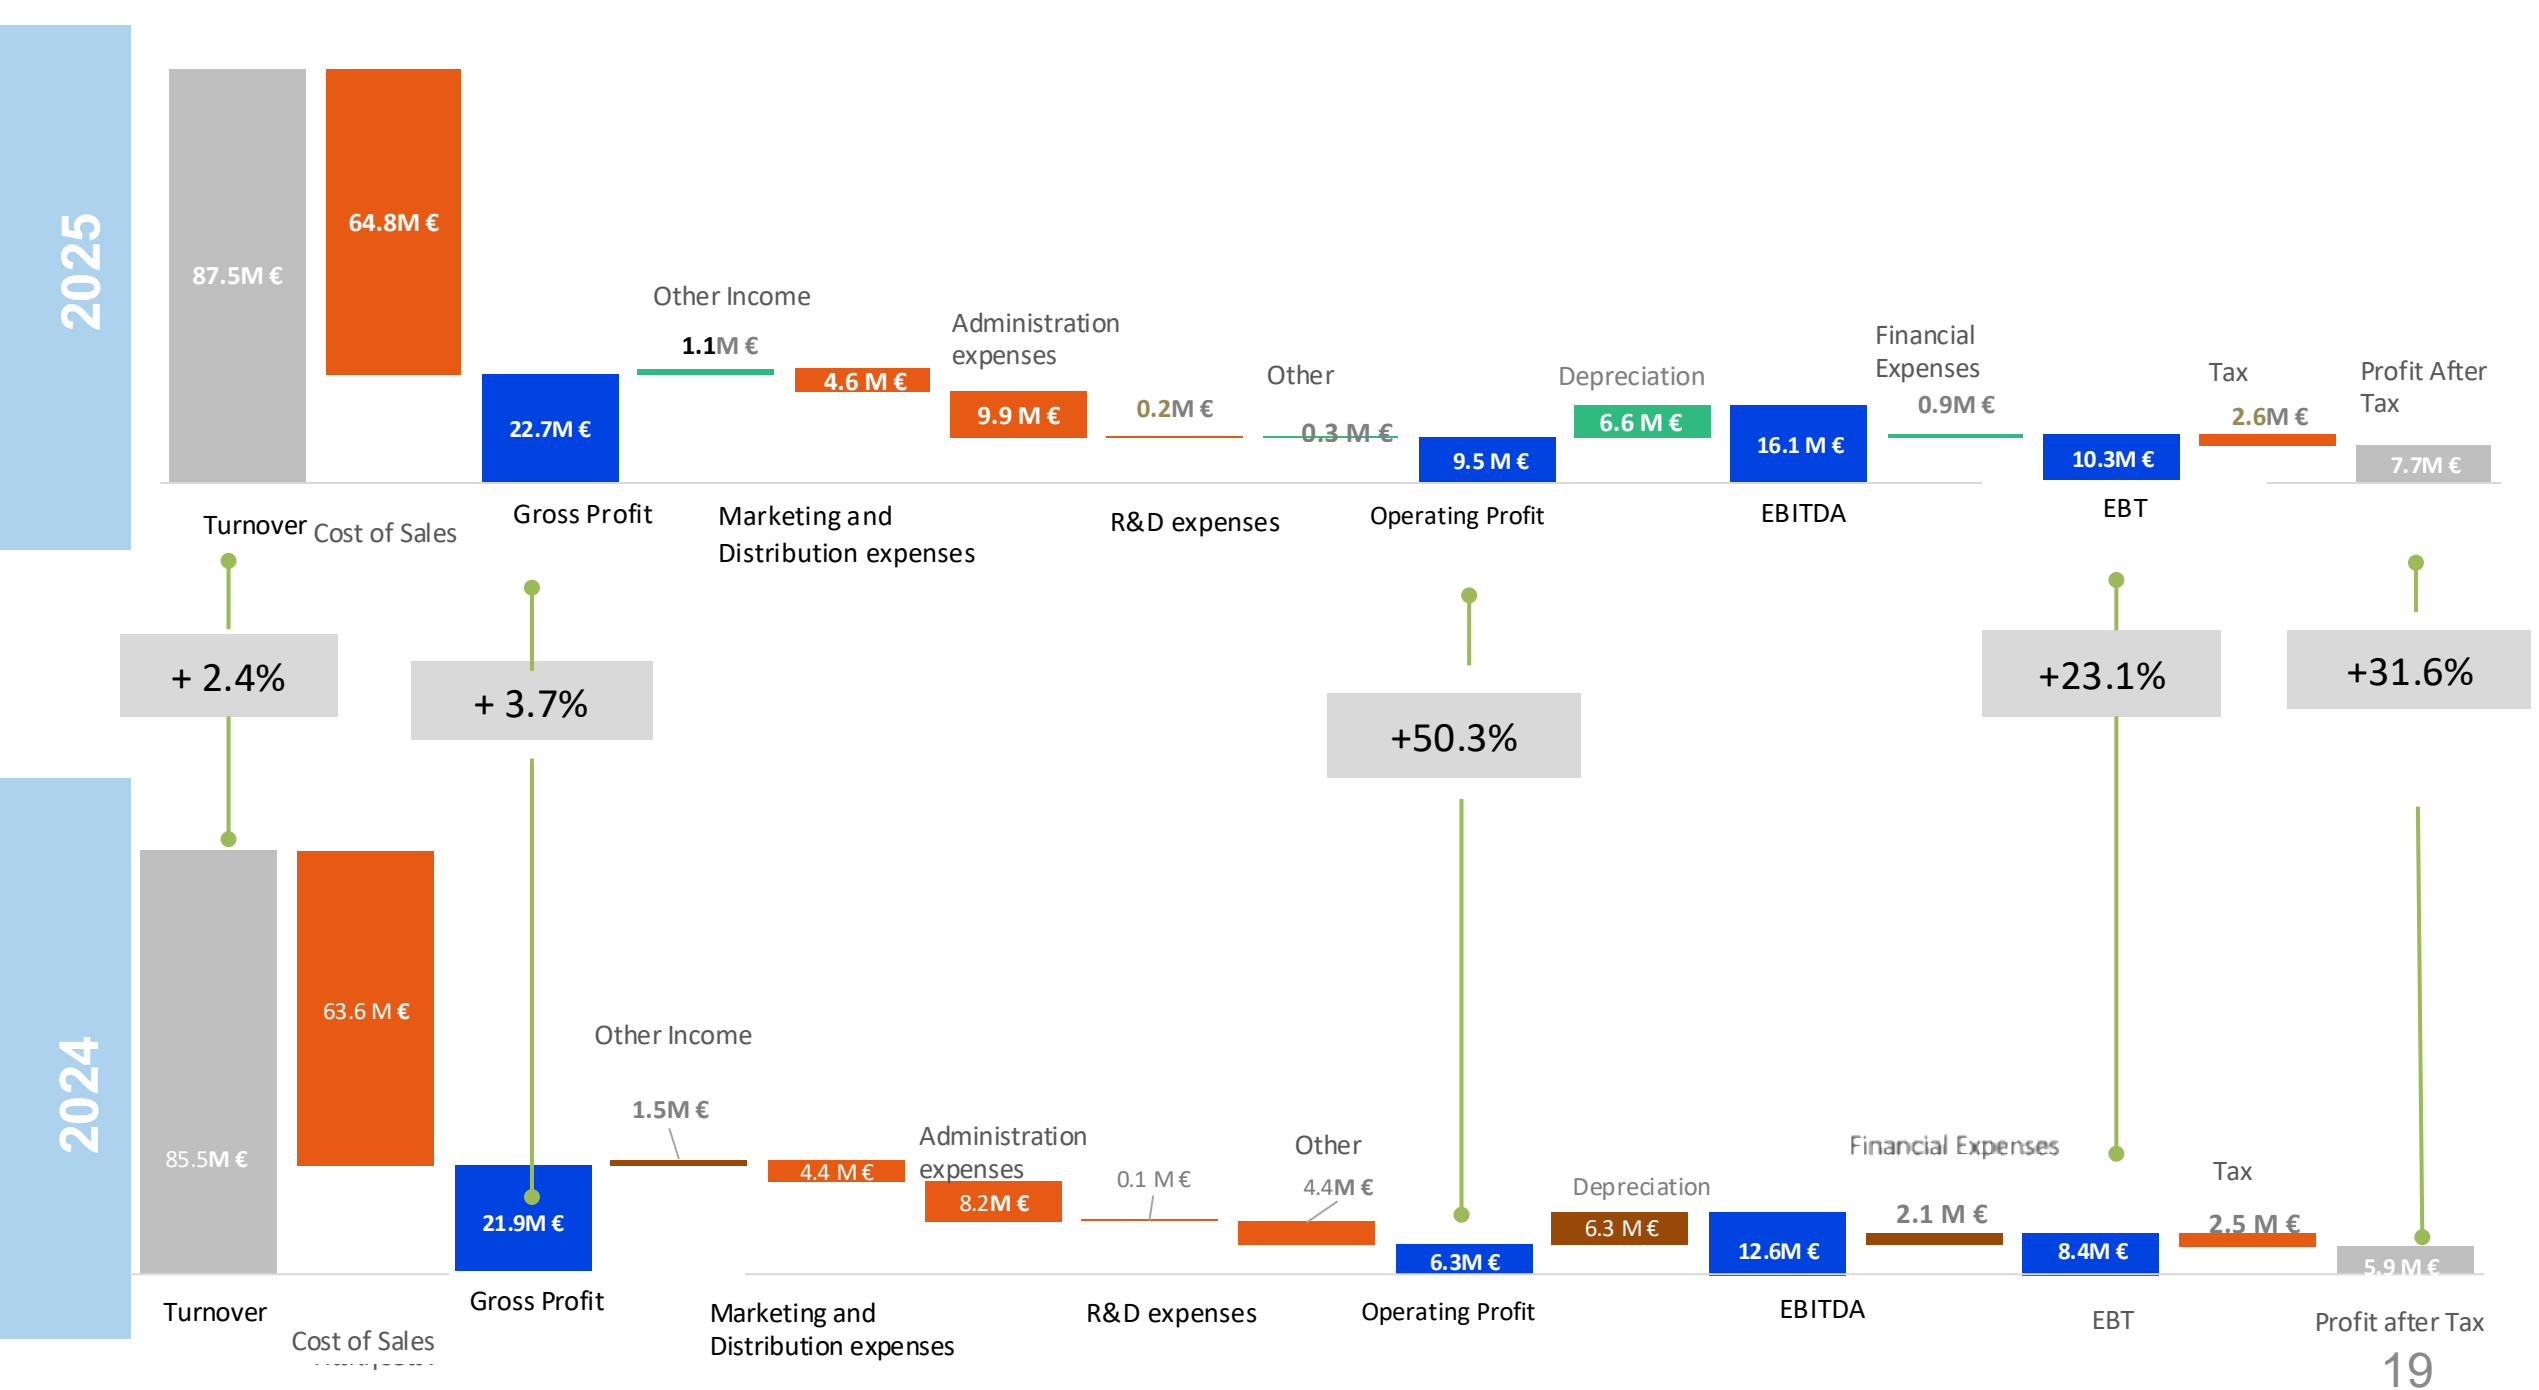 2025
87.5M €
64.8M €
22.7M €
Other Income
1.1M €
4.6 M €
Administration
expenses
9.9 M €
0.2M €
Other
0.3 M €
9.5 M €
Depreciation
6.6 M €
16.1 M €
Financial
Expenses
0.9M €
10.3M €
Tax
2.6M €
Profit After
Tax
7.7M €
Turnover
Cost of Sales
Gross Profit
Marketing and
Distribution expenses
R&D expenses
Operating Profit
EBITDA
EBT
+ 2.4%
+ 3.7%
+50.3%
+23.1%
+31.6%
2024
85.5M €
63.6 M €
21.9M €
Other Income
1.5M €
4.4 M €
Administration
expenses
8.2M €
0.1 M €
Other
4.4M €
6.3M €
Depreciation
6.3 M €
12.6M €
Financial Expenses
2.1 M €
8.4M €
Tax
2.5 M €
5.9 M €
Turnover
Cost of Sales
Gross Profit
Marketing and
Distribution expenses
R&D expenses
Operating Profit
EBITDA
EBT
Profit after Tax
19